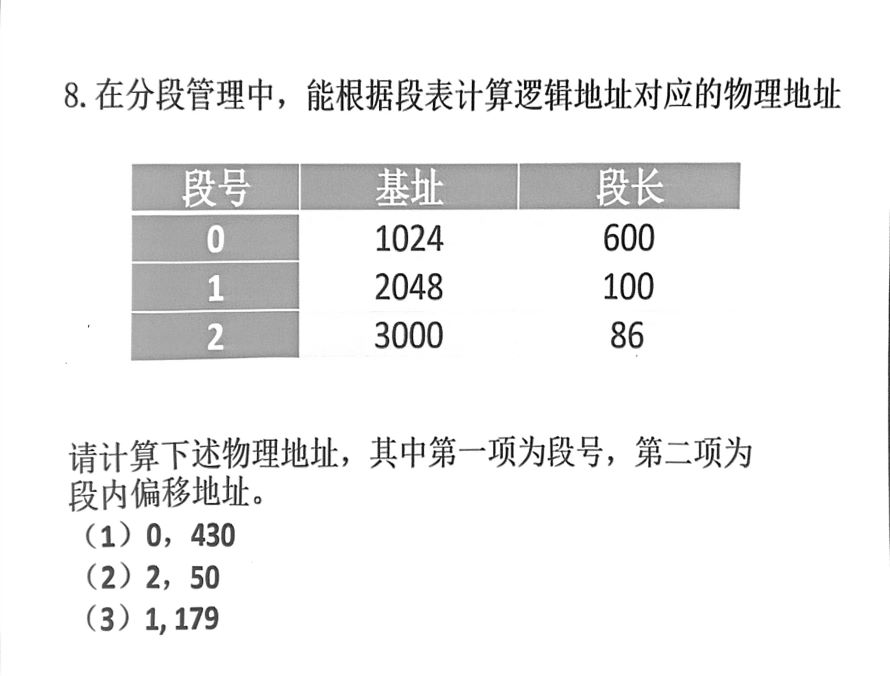 8. 在分段管理中，能根据段表计算逻辑地址对应的物理地址
段号 基址 段长
0 1024 600
1 2048 100
2 3000 86
请计算下述物理地址，其中第一项为段号，第二项为
段内偏移地址。
（1）0，430
（2）2，50
（3）1, 179